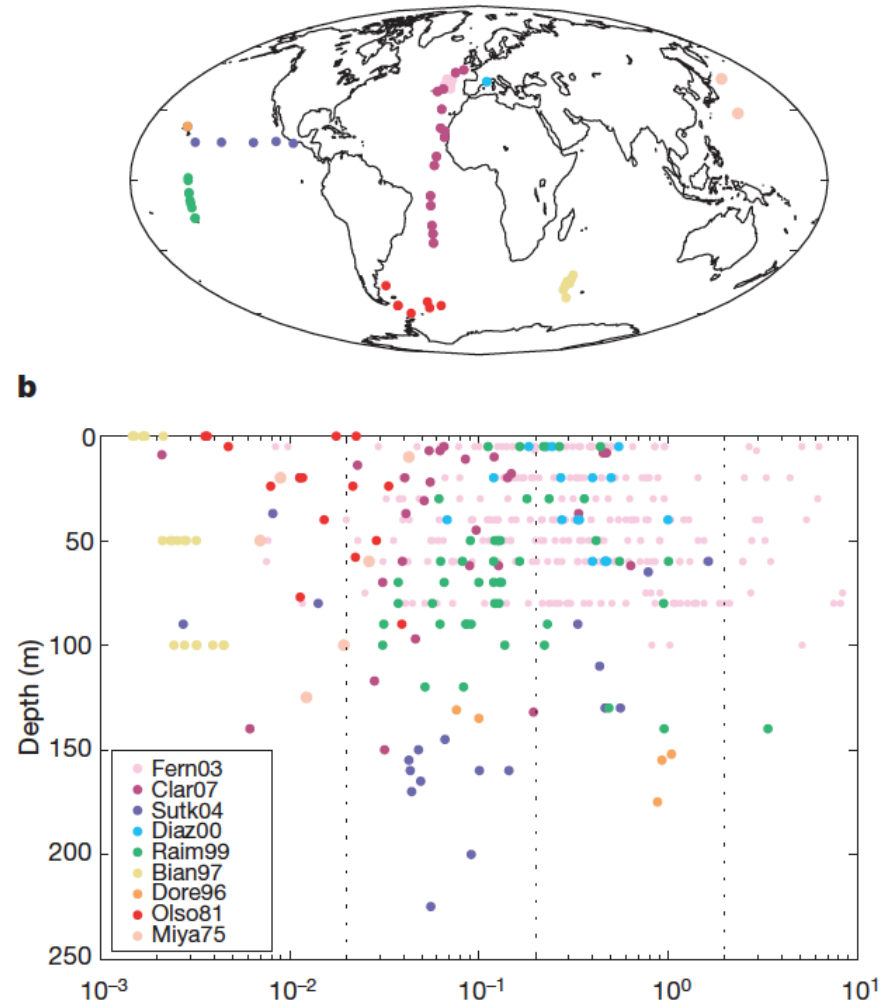 b
0
50
100
150
200
250
Depth (m)
Fern03
Clar07
Sutk04
Diaz00
Raim99
Bian97
Dore96
Olso81
Miya75
10⁻³ 10⁻² 10⁻¹ 10⁰ 10¹